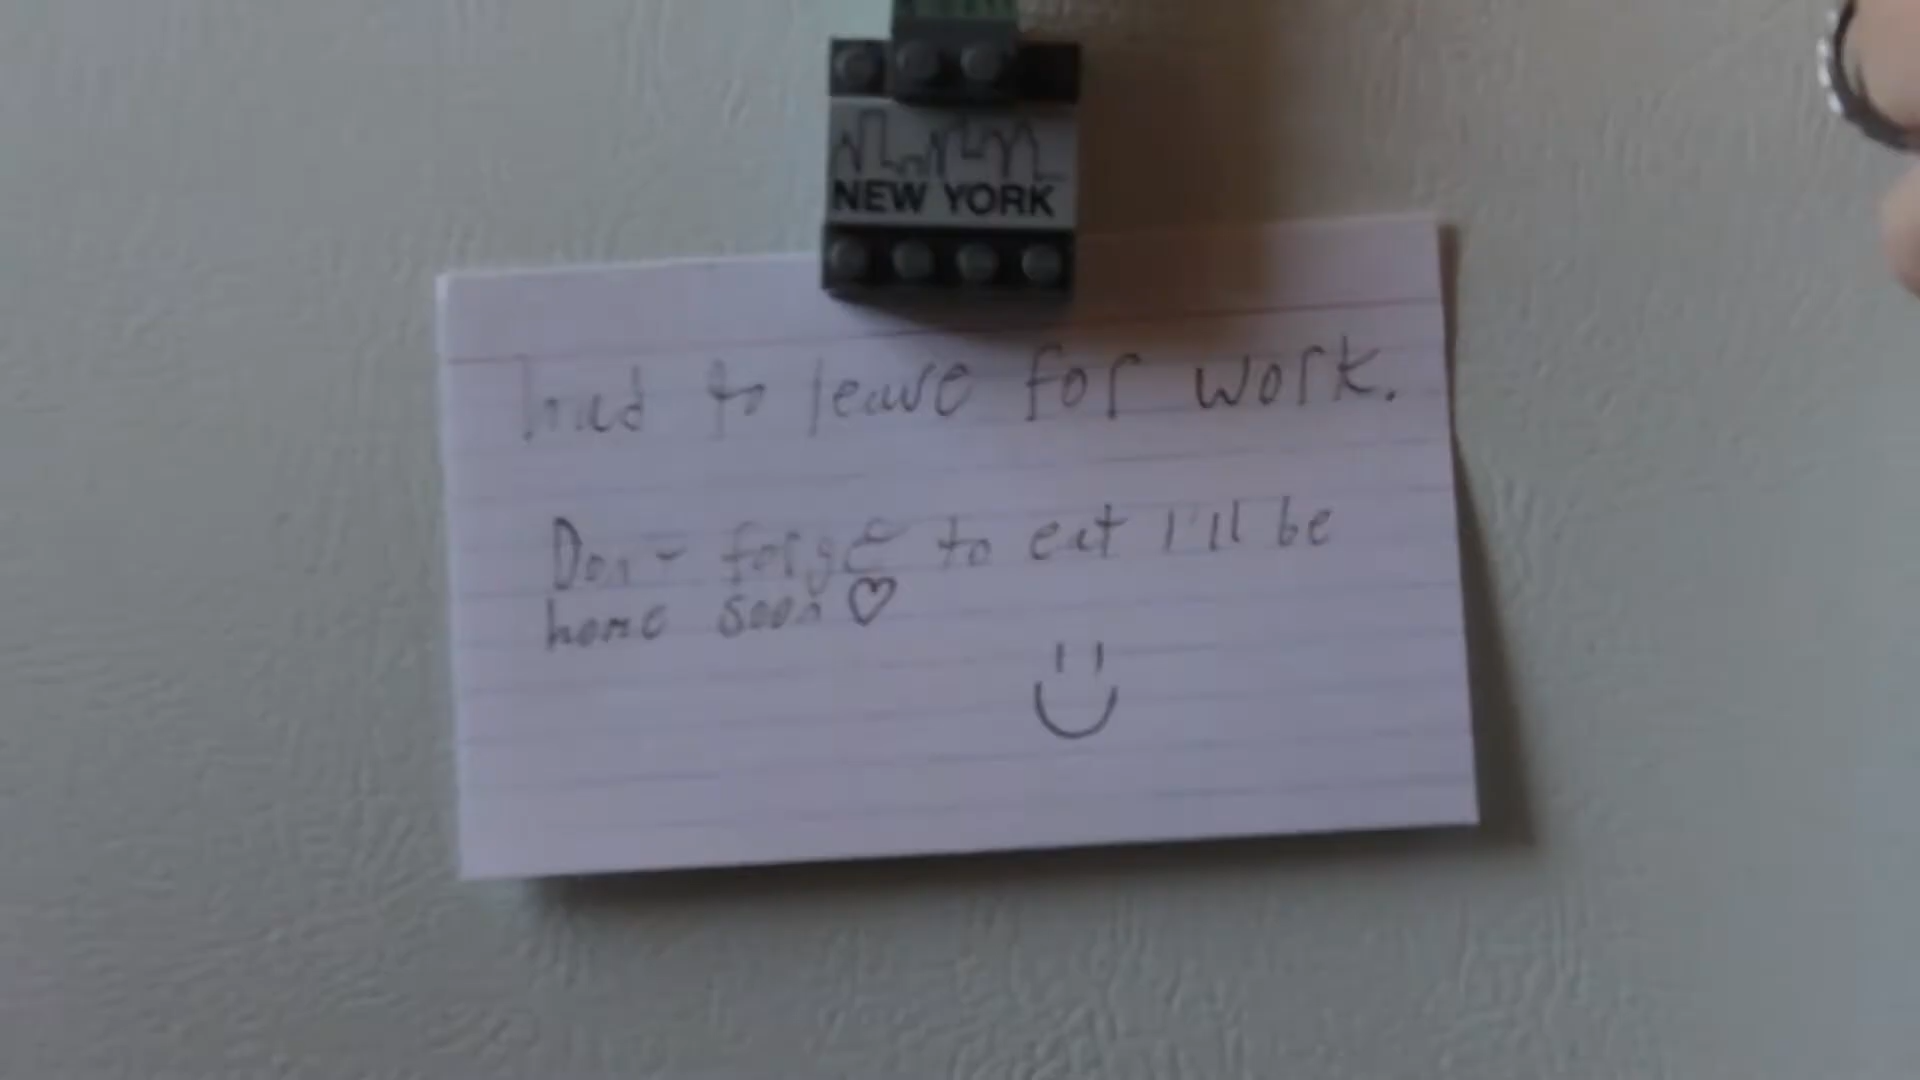 NEW YORK
had to leave for work.
Don't forget to eat I'll be
home soon ♡